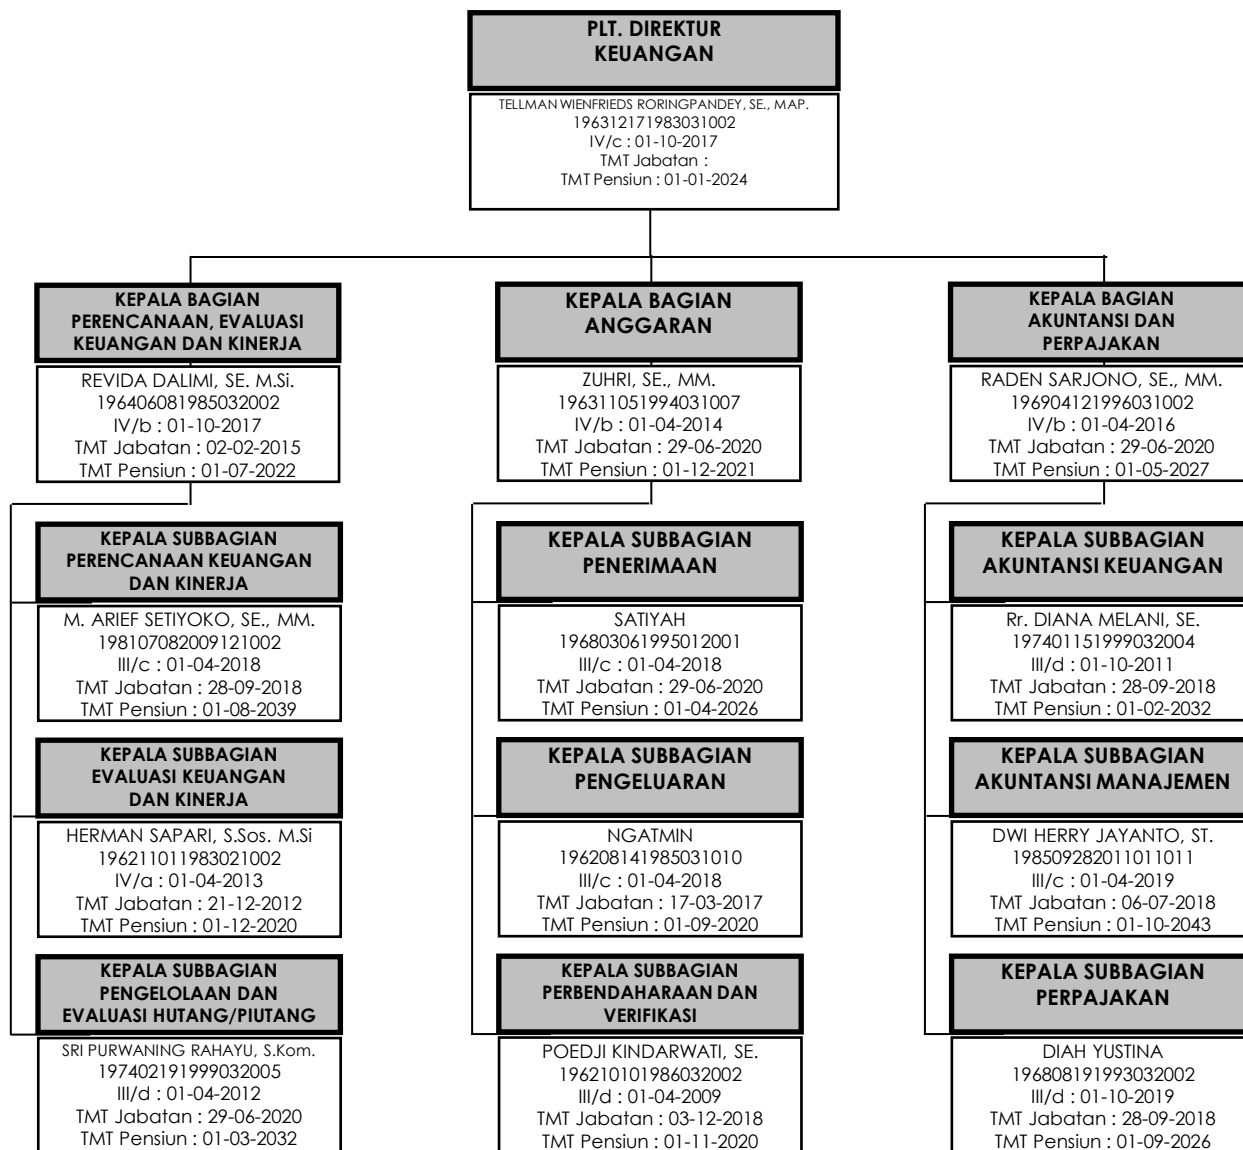 PLT. DIREKTUR
KEUANGAN
TELLMAN WIENFRIEDS RORINGPANDEY, SE., MAP.
196312171983031002
IV/c : 01-10-2017
TMT Jabatan :
TMT Pensiun : 01-01-2024
KEPALA BAGIAN
PERENCANAAN, EVALUASI
KEUANGAN DAN KINERJA
REVIDA DALIMI, SE. M.Si.
196406081985032002
IV/b : 01-10-2017
TMT Jabatan : 02-02-2015
TMT Pensiun : 01-07-2022
KEPALA SUBBAGIAN
PERENCANAAN KEUANGAN
DAN KINERJA
M. ARIEF SETIYOKO, SE., MM.
198107082009121002
III/c : 01-04-2018
TMT Jabatan : 28-09-2018
TMT Pensiun : 01-08-2039
KEPALA SUBBAGIAN
EVALUASI KEUANGAN
DAN KINERJA
HERMAN SAPARI, S.Sos. M.Si
196211011983021002
IV/a : 01-04-2013
TMT Jabatan : 21-12-2012
TMT Pensiun : 01-12-2020
KEPALA SUBBAGIAN
PENGELOLAAN DAN
EVALUASI HUTANG/PIUTANG
SRI PURWANING RAHAYU, S.Kom.
197402191999032005
III/d : 01-04-2012
TMT Jabatan : 29-06-2020
TMT Pensiun : 01-03-2032
KEPALA BAGIAN
ANGGARAN
ZUHRI, SE., MM.
196311051994031007
IV/b : 01-04-2014
TMT Jabatan : 29-06-2020
TMT Pensiun : 01-12-2021
KEPALA SUBBAGIAN
PENERIMAAN
SATIYAH
196803061995012001
III/c : 01-04-2018
TMT Jabatan : 29-06-2020
TMT Pensiun : 01-04-2026
KEPALA SUBBAGIAN
PENGELUARAN
NGATMIN
196208141985031010
III/c : 01-04-2018
TMT Jabatan : 17-03-2017
TMT Pensiun : 01-09-2020
KEPALA SUBBAGIAN
PERBENDAHARAAN DAN
VERIFIKASI
POEDJI KINDARWATI, SE.
196210101986032002
III/d : 01-04-2009
TMT Jabatan : 03-12-2018
TMT Pensiun : 01-11-2020
KEPALA BAGIAN
AKUNTANSI DAN
PERPAJAKAN
RADEN SARJONO, SE., MM.
196904121996031002
IV/b : 01-04-2016
TMT Jabatan : 29-06-2020
TMT Pensiun : 01-05-2027
KEPALA SUBBAGIAN
AKUNTANSI KEUANGAN
Rr. DIANA MELANI, SE.
197401151999032004
III/d : 01-10-2011
TMT Jabatan : 28-09-2018
TMT Pensiun : 01-02-2032
KEPALA SUBBAGIAN
AKUNTANSI MANAJEMEN
DWI HERRY JAYANTO, ST.
198509282011011011
III/c : 01-04-2019
TMT Jabatan : 06-07-2018
TMT Pensiun : 01-10-2043
KEPALA SUBBAGIAN
PERPAJAKAN
DIAH YUSTINA
196808191993032002
III/d : 01-10-2019
TMT Jabatan : 28-09-2018
TMT Pensiun : 01-09-2026